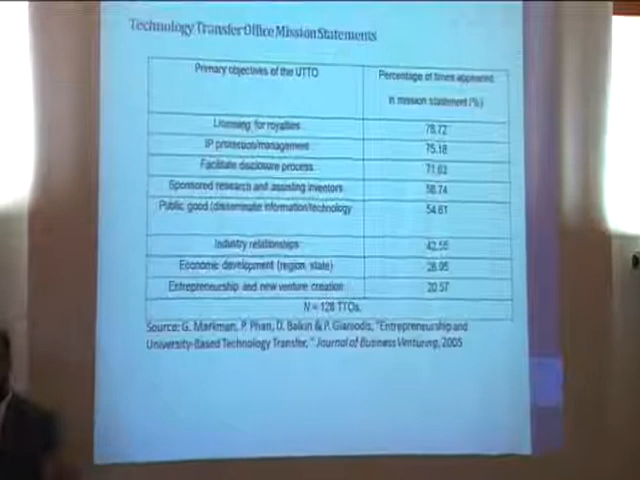 Technology Transfer Office Mission Statements
Primary objectives of the UTTO
Percentage of times appeared
in mission statement (%)
Licensing for royalties 78.72
IP protection/management 75.18
Facilitate disclosure process 71.63
Sponsored research and assisting inventors 56.74
Public good (disseminate information/technology 54.61
Industry relationships 42.55
Economic development (region, state) 26.95
Entrepreneurship and new venture creation 20.57
N = 128 TTOs.
Source: G. Markman, P. Phan, D. Balkin & P. Gianiodis, "Entrepreneurship and
University-Based Technology Transfer," Journal of Business Venturing, 2005